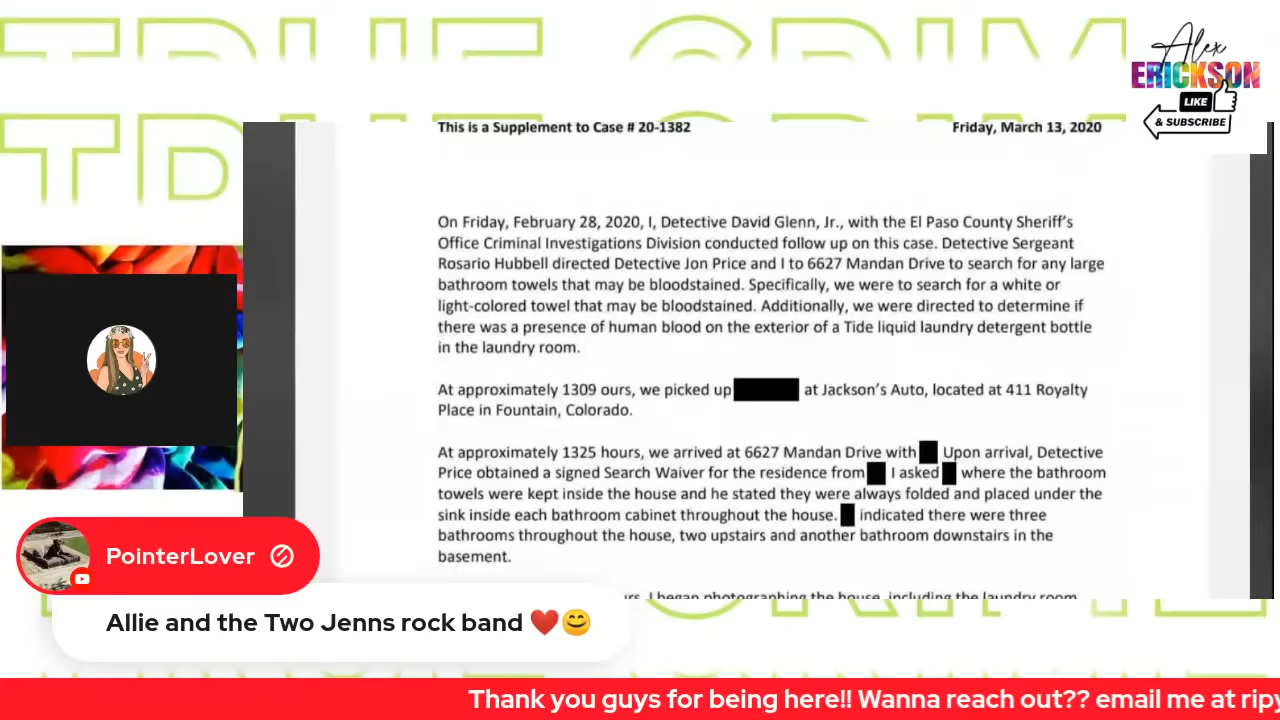 TRUE CRIM
Alex
ERICKSON
LIKE
& SUBSCRIBE
This is a Supplement to Case # 20-1382
Friday, March 13, 2020
On Friday, February 28, 2020, I, Detective David Glenn, Jr., with the El Paso County Sheriff's
Office Criminal Investigations Division conducted follow up on this case. Detective Sergeant
Rosario Hubbell directed Detective Jon Price and I to 6627 Mandan Drive to search for any large
bathroom towels that may be bloodstained. Specifically, we were to search for a white or
light-colored towel that may be bloodstained. Additionally, we were directed to determine if
there was a presence of human blood on the exterior of a Tide liquid laundry detergent bottle
in the laundry room.
At approximately 1309 ours, we picked up at Jackson's Auto, located at 411 Royalty
Place in Fountain, Colorado.
At approximately 1325 hours, we arrived at 6627 Mandan Drive with Upon arrival, Detective
Price obtained a signed Search Waiver for the residence from I asked where the bathroom
towels were kept inside the house and he stated they were always folded and placed under the
sink inside each bathroom cabinet throughout the house. indicated there were three
bathrooms throughout the house, two upstairs and another bathroom downstairs in the
basement.
I began photographing the house, including the laundry room
PointerLover
Allie and the Two Jenns rock band ❤️😊
Thank you guys for being here!! Wanna reach out?? email me at ripy